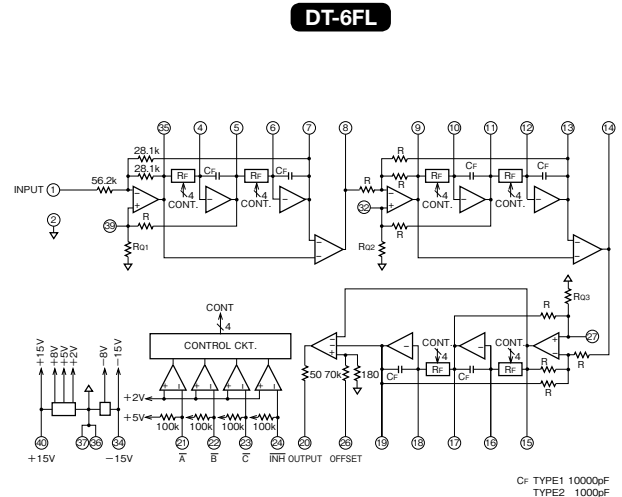 DT-6FL
35 4 5 6 7 8 9 10 11 12 13 14
28.1k
28.1k
56.2k
INPUT 1
RF CF RF
4 4
CONT. CONT.
2
39
R
RQ1
R
R
R
RF CF RF CF
4 4
CONT. CONT.
32
R
RQ2
R
RQ3
27
R
R
R
CONT
4
CONTROL CKT.
+2V
+5V
100k 100k 100k 100k
21 22 23 24
A B C INH
+15V +8V +5V +2V -8V -15V
40 37 36 34
+15V -15V
CONT. CONT.
4 4
CF RF CF RF
50 70k 180
20 26 19 18 17 16 15
OUTPUT OFFSET
CF TYPE1 10000pF
TYPE2 1000pF